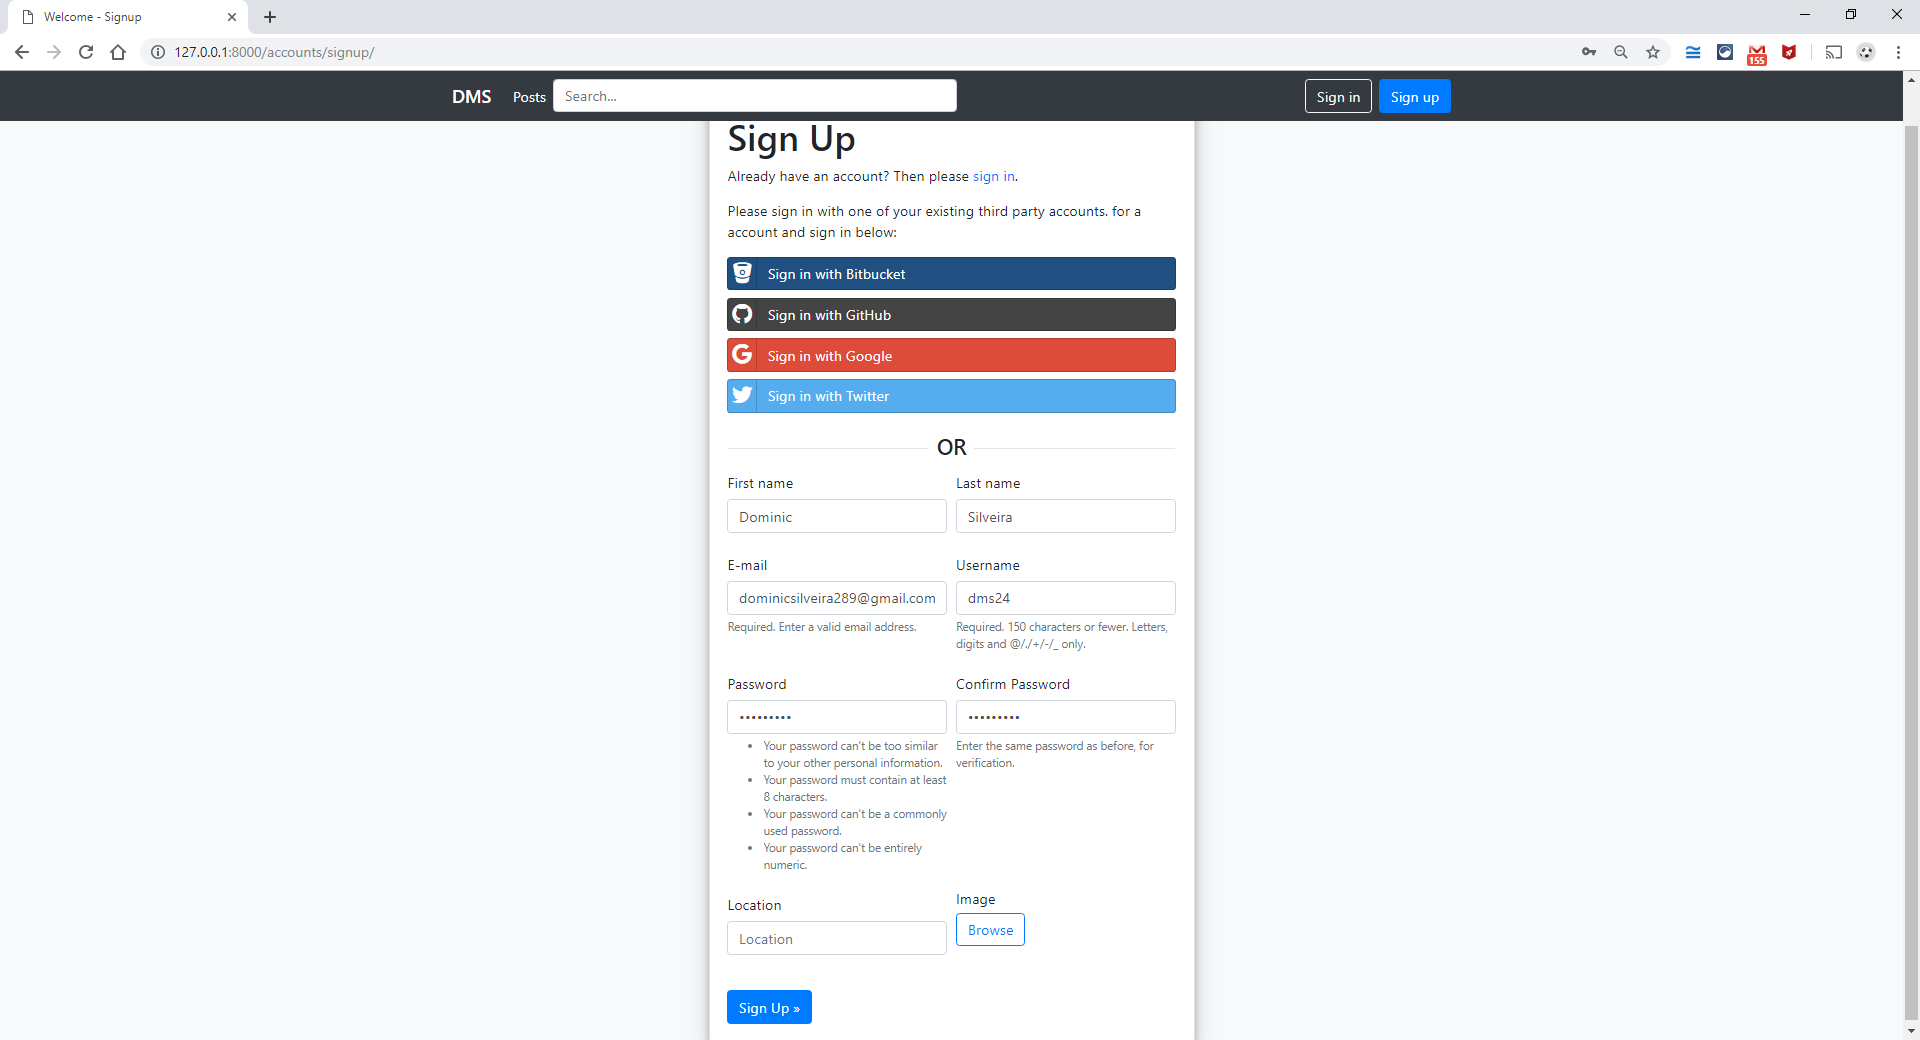 Welcome - Signup
127.0.0.1:8000/accounts/signup/
155
DMS Posts Search... Sign in Sign up
Sign Up
Already have an account? Then please sign in.
Please sign in with one of your existing third party accounts. for a
account and sign in below:
Sign in with Bitbucket
Sign in with GitHub
Sign in with Google
Sign in with Twitter
OR
First name Last name
Dominic Silveira
E-mail Username
dominicsilveira289@gmail.com dms24
Required. Enter a valid email address. Required. 150 characters or fewer. Letters,
digits and @/./+/-/_ only.
Password Confirm Password
••••••••• •••••••••
• Your password can't be too similar Enter the same password as before, for
to your other personal information. verification.
• Your password must contain at least
8 characters.
• Your password can't be a commonly
used password.
• Your password can't be entirely
numeric.
Location Image
Location Browse
Sign Up »